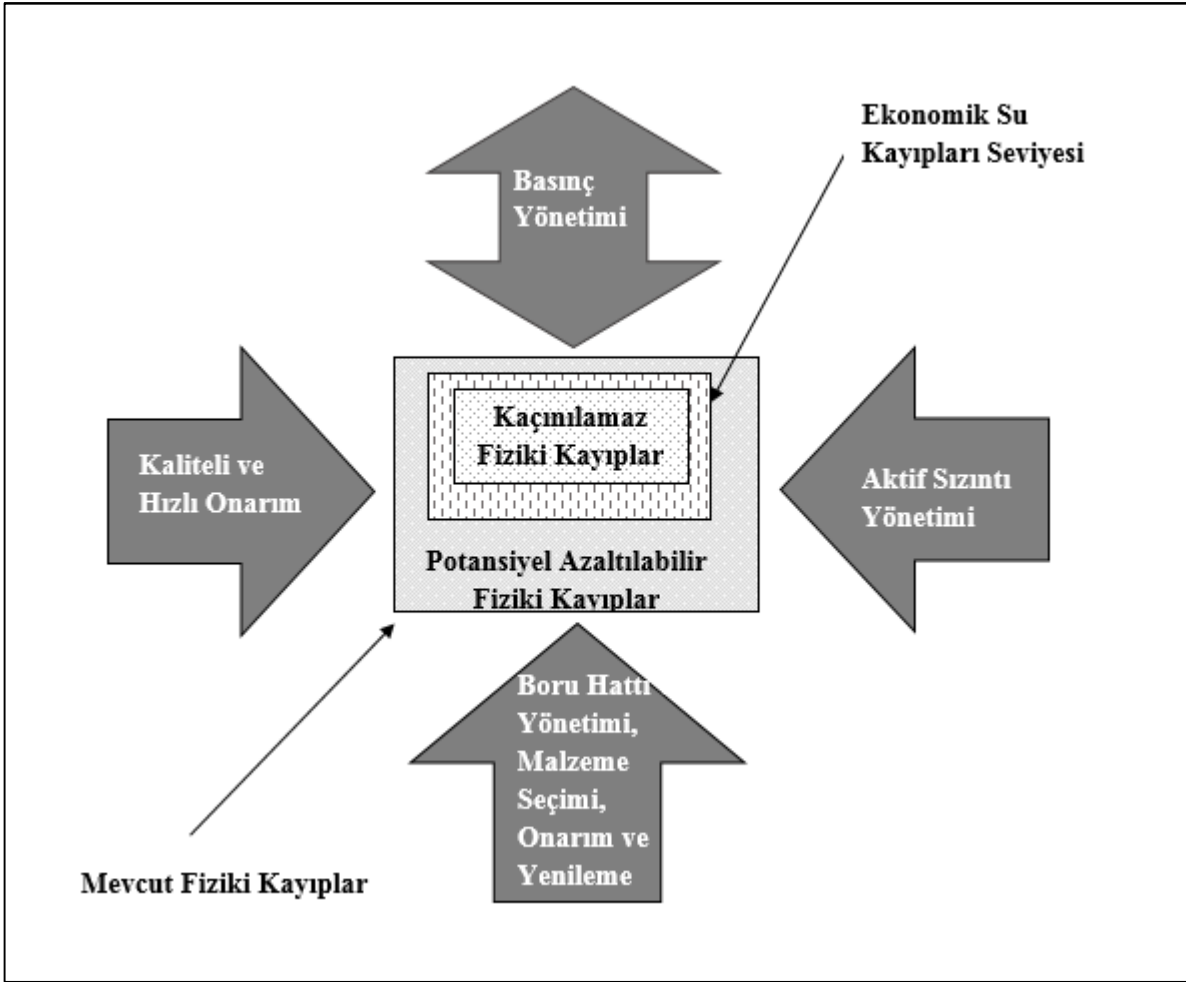 Ekonomik Su
Kayıpları Seviyesi
Basınç
Yönetimi
Kaçınılamaz
Fiziki Kayıplar
Kaliteli ve
Hızlı Onarım
Aktif Sızıntı
Yönetimi
Potansiyel Azaltılabilir
Fiziki Kayıplar
Boru Hattı
Yönetimi,
Malzeme
Seçimi,
Onarım ve
Yenileme
Mevcut Fiziki Kayıplar